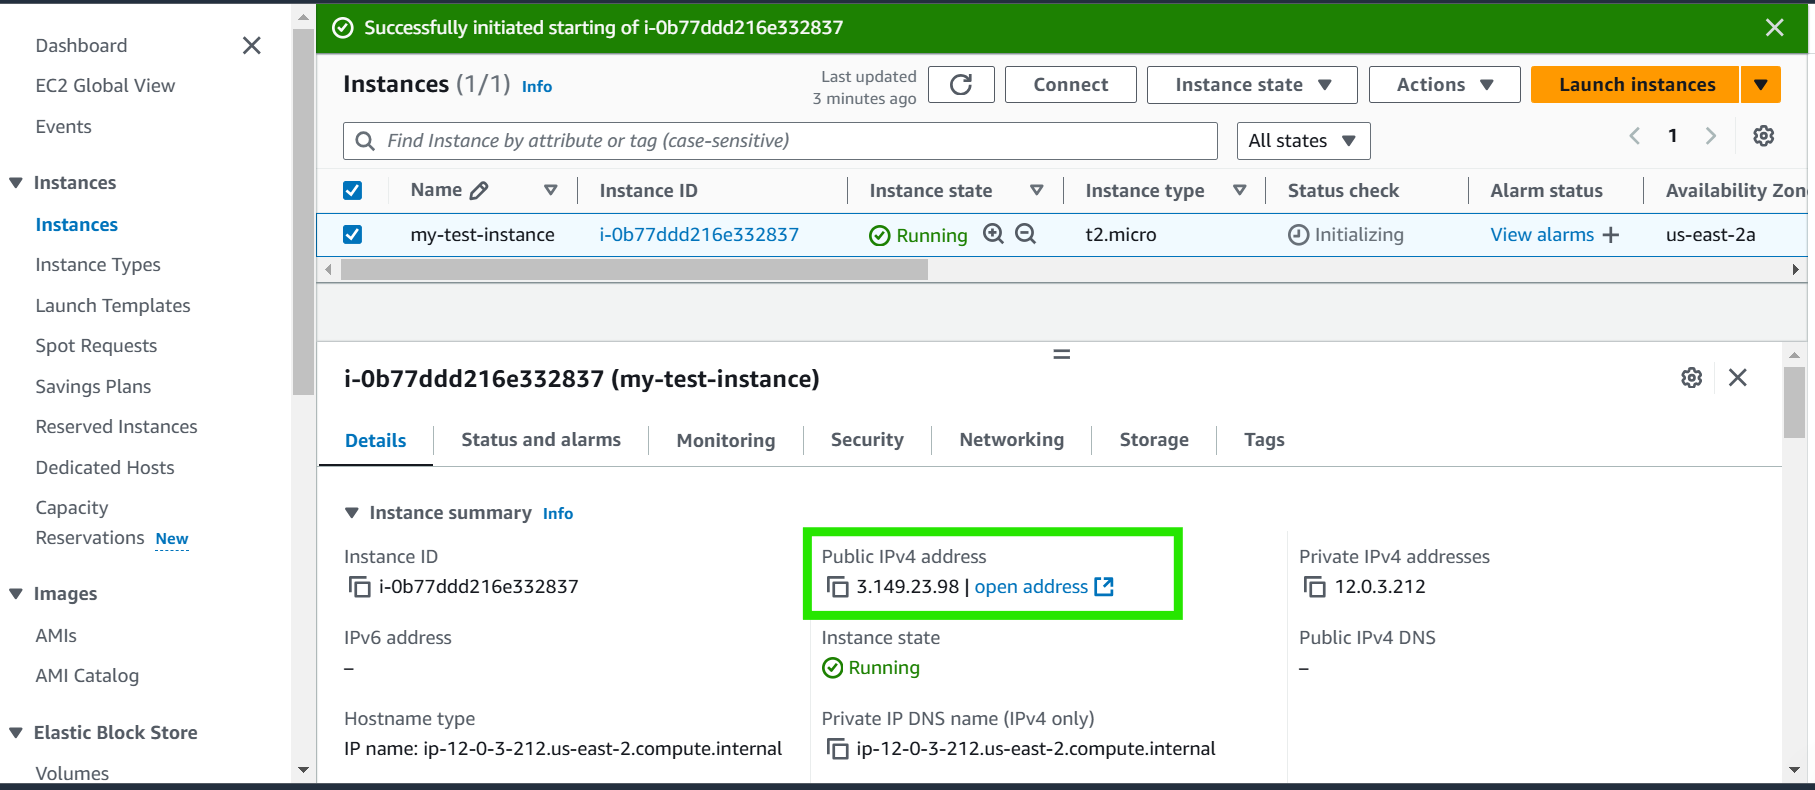 Successfully initiated starting of i-0b77ddd216e332837
Dashboard
EC2 Global View
Events
Instances
Instances
Instance Types
Launch Templates
Spot Requests
Savings Plans
Reserved Instances
Dedicated Hosts
Capacity
Reservations New
Images
AMIs
AMI Catalog
Elastic Block Store
Volumes
Instances (1/1) Info
Last updated
3 minutes ago
Connect
Instance state
Actions
Launch instances
Find Instance by attribute or tag (case-sensitive)
All states
1
Name Instance ID Instance state Instance type Status check Alarm status Availability Zon
my-test-instance i-0b77ddd216e332837 Running t2.micro Initializing View alarms + us-east-2a
i-0b77ddd216e332837 (my-test-instance)
Details Status and alarms Monitoring Security Networking Storage Tags
Instance summary Info
Instance ID
i-0b77ddd216e332837
Public IPv4 address
3.149.23.98 | open address
Private IPv4 addresses
12.0.3.212
IPv6 address
–
Instance state
Running
Public IPv4 DNS
–
Hostname type
IP name: ip-12-0-3-212.us-east-2.compute.internal
Private IP DNS name (IPv4 only)
ip-12-0-3-212.us-east-2.compute.internal